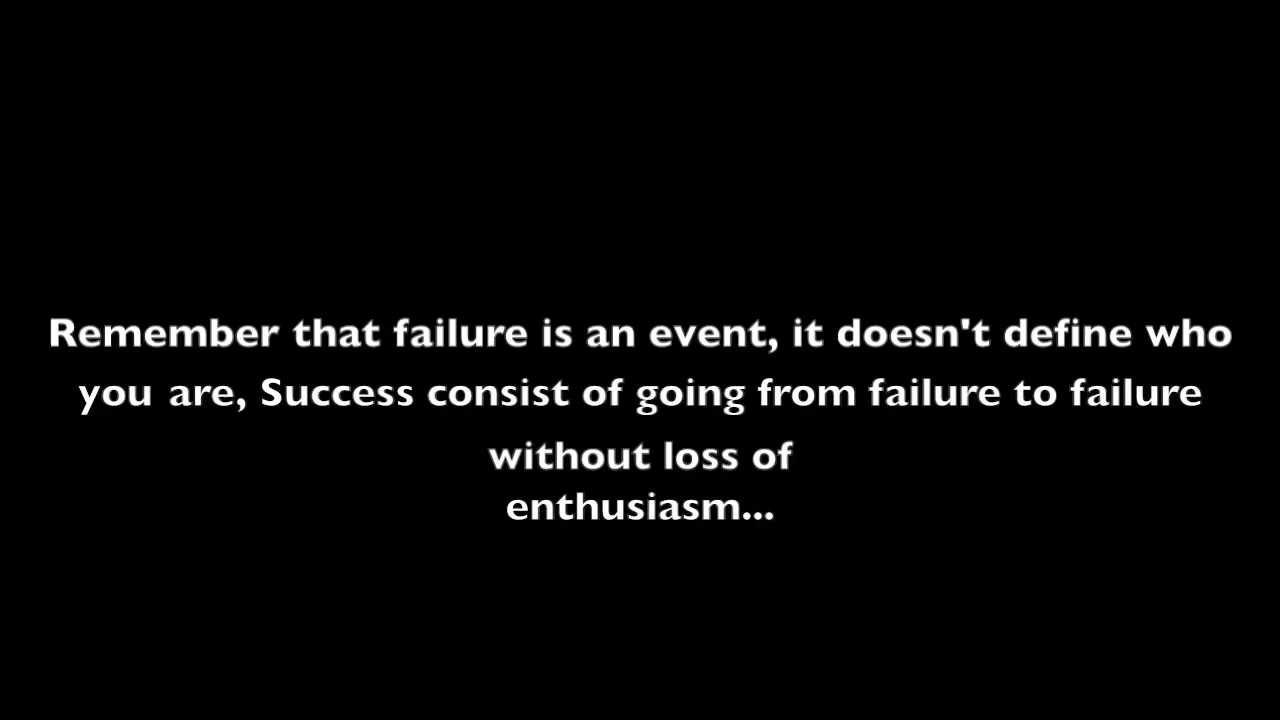 Remember that failure is an event, it doesn't define who
you are, Success consist of going from failure to failure
without loss of
enthusiasm...